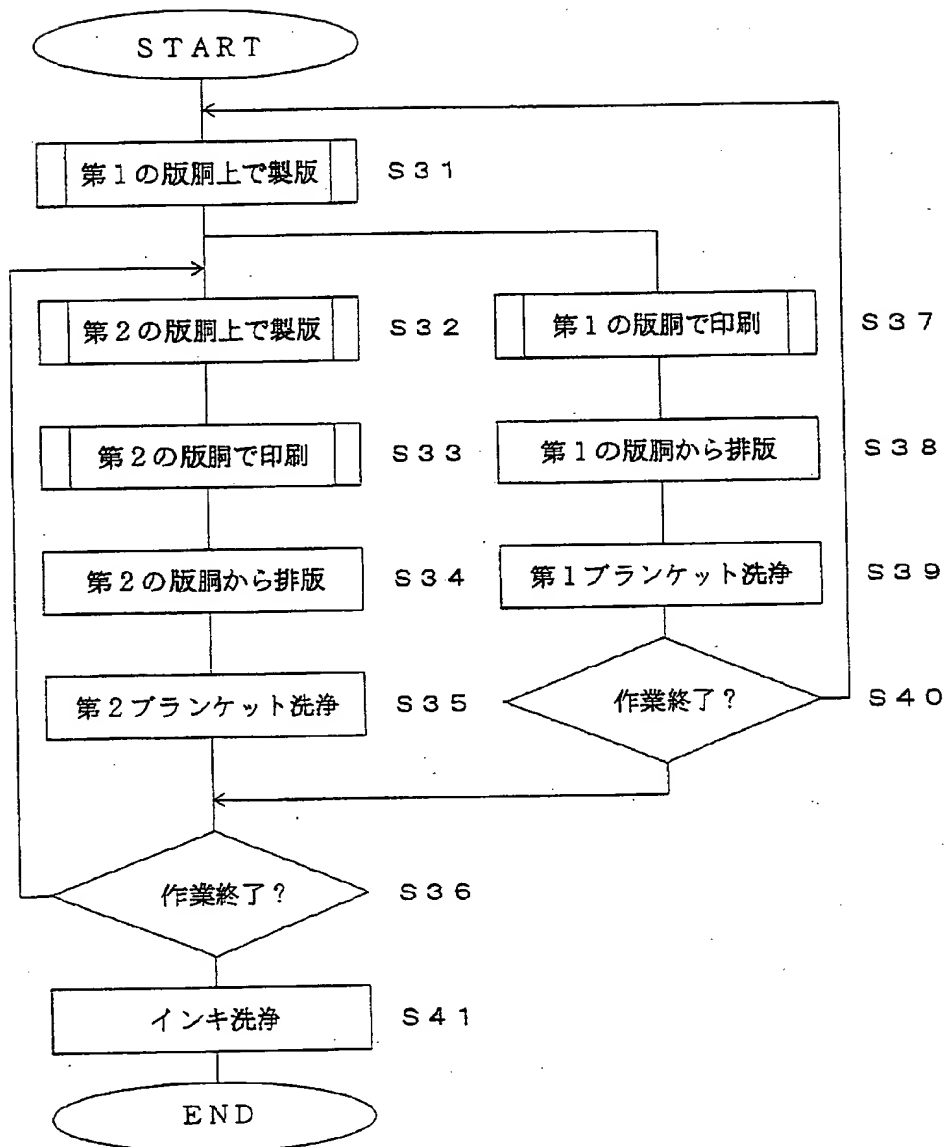 START
第1の版胴上で製版 S31
第2の版胴上で製版 S32
第1の版胴で印刷 S37
第2の版胴で印刷 S33
第1の版胴から排版 S38
第2の版胴から排版 S34
第1ブランケット洗浄 S39
第2ブランケット洗浄 S35
作業終了? S40
作業終了? S36
インキ洗浄 S41
END